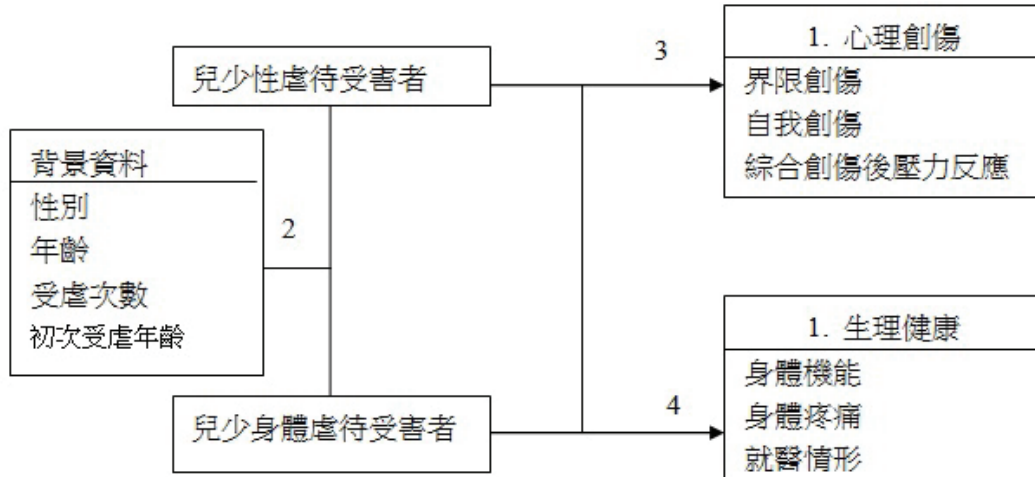 兒少性虐待受害者
3
1. 心理創傷
界限創傷
自我創傷
綜合創傷後壓力反應
背景資料
性別
年齡
受虐次數
初次受虐年齡
2
兒少身體虐待受害者
4
1. 生理健康
身體機能
身體疼痛
就醫情形